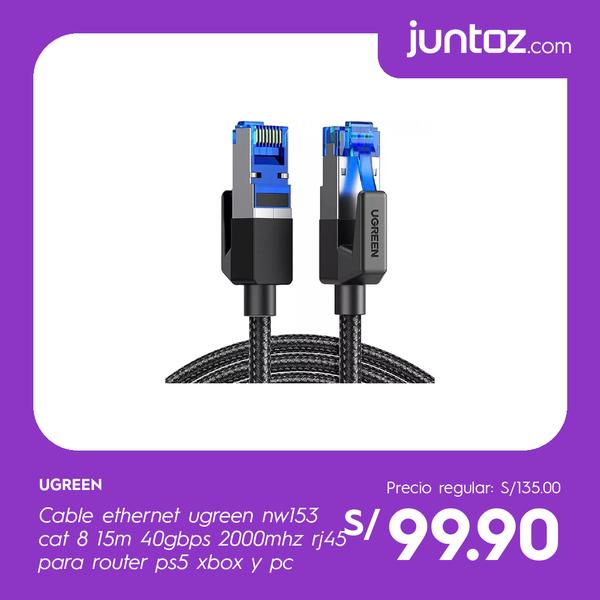 juntoz.com
UGREEN
UGREEN
Precio regular: S/135.00
Cable ethernet ugreen nw153
cat 8 15m 40gbps 2000mhz rj45
para router ps5 xbox y pc
S/99.90